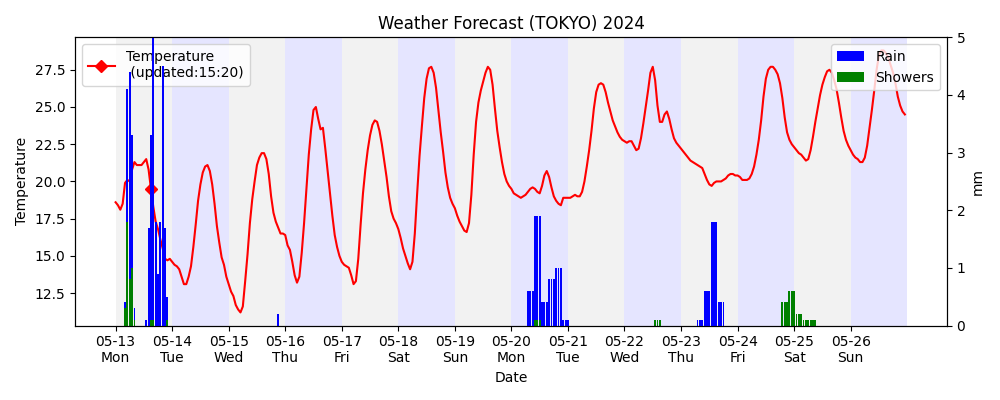 Weather Forecast (TOKYO) 2024
Temperature
(updated:15:20)
Rain
Showers
Temperature
27.5
25.0
22.5
20.0
17.5
15.0
12.5
5
4
3
2
1
0
mm
05-13 05-14 05-15 05-16 05-17 05-18 05-19 05-20 05-21 05-22 05-23 05-24 05-25 05-26
Mon Tue Wed Thu Fri Sat Sun Mon Tue Wed Thu Fri Sat Sun
Date